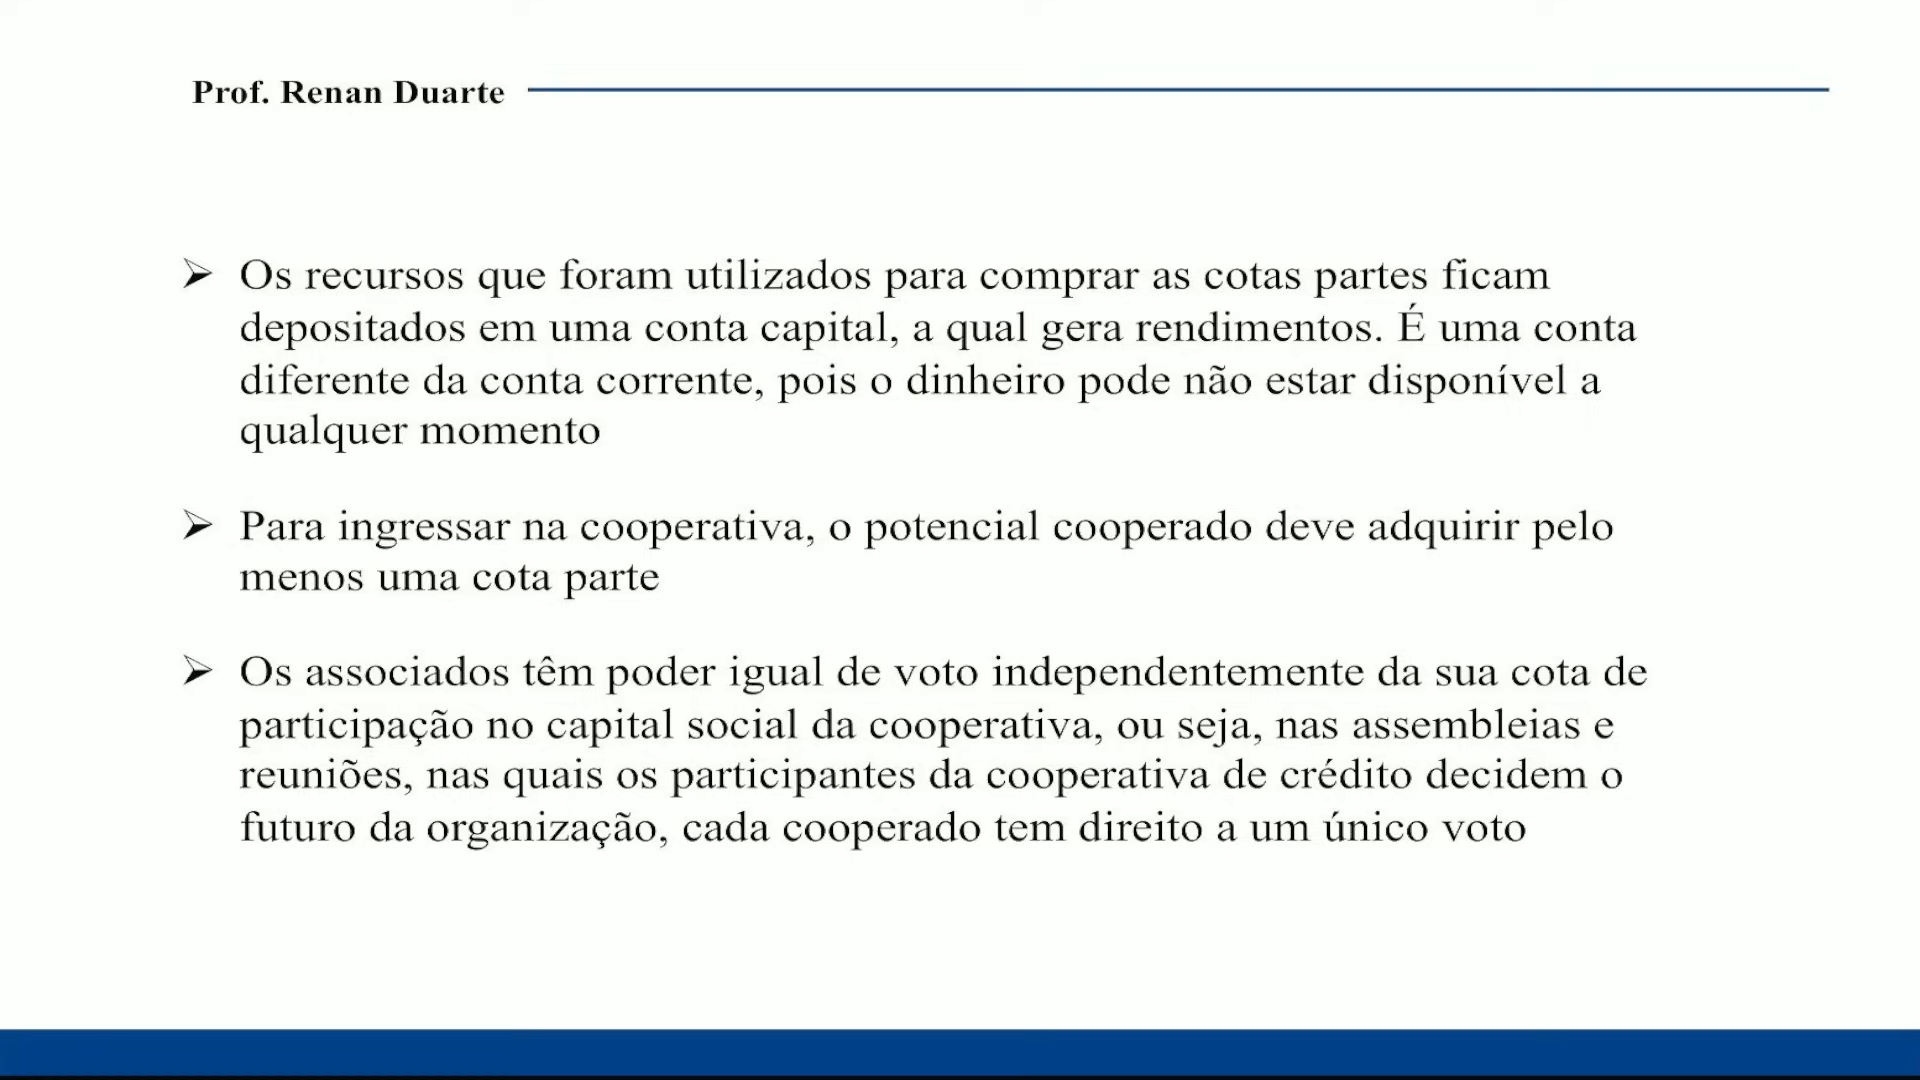 Prof. Renan Duarte
➢ Os recursos que foram utilizados para comprar as cotas partes ficam
depositados em uma conta capital, a qual gera rendimentos. É uma conta
diferente da conta corrente, pois o dinheiro pode não estar disponível a
qualquer momento
➢ Para ingressar na cooperativa, o potencial cooperado deve adquirir pelo
menos uma cota parte
➢ Os associados têm poder igual de voto independentemente da sua cota de
participação no capital social da cooperativa, ou seja, nas assembleias e
reuniões, nas quais os participantes da cooperativa de crédito decidem o
futuro da organização, cada cooperado tem direito a um único voto